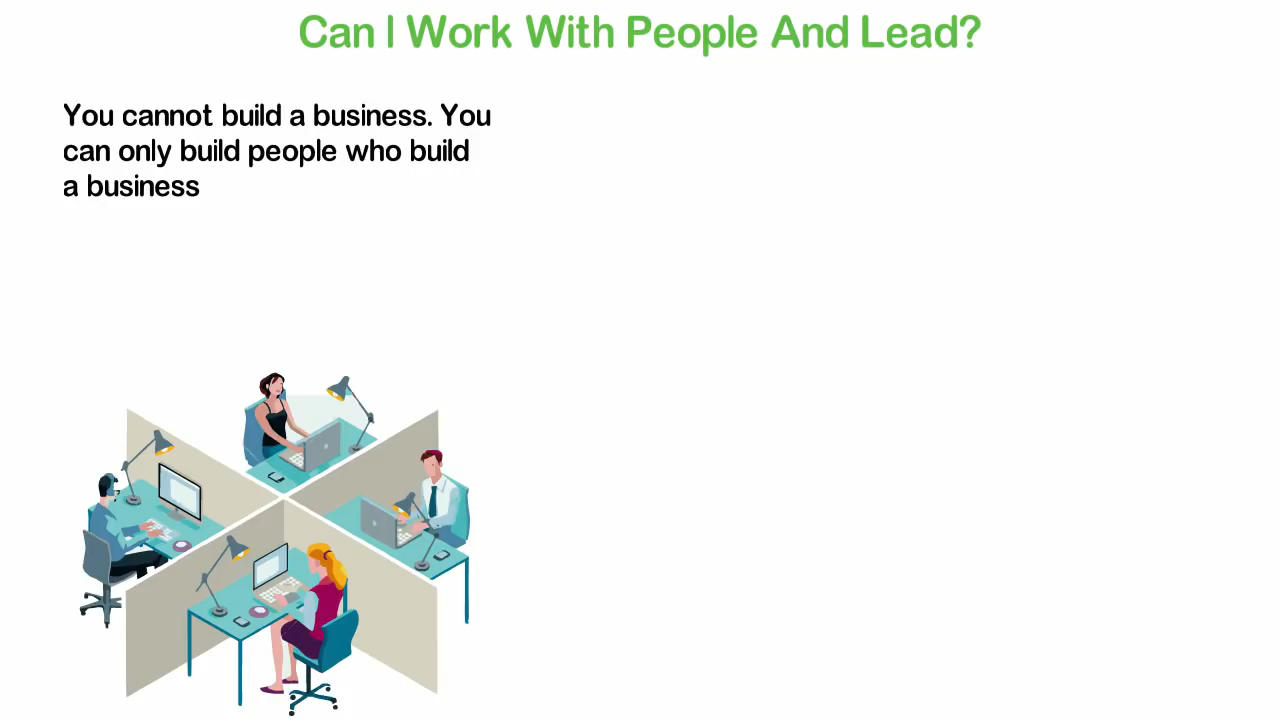 Can I Work With People And Lead?
You cannot build a business. You
can only build people who build
a business